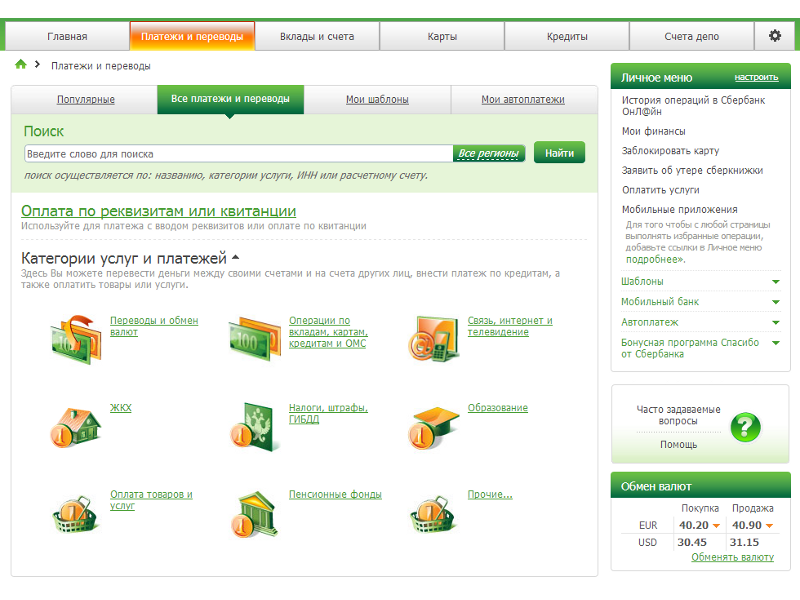 Главная
Платежи и переводы
Вклады и счета
Карты
Кредиты
Счета депо
Платежи и переводы
Популярные
Все платежи и переводы
Мои шаблоны
Мои автоплатежи
Поиск
Введите слово для поиска
Все регионы
Найти
поиск осуществляется по: названию, категории услуги, ИНН или расчетному счету.
Оплата по реквизитам или квитанции
Используйте для платежа с вводом реквизитов или оплате по квитанции
Категории услуг и платежей
Здесь Вы можете перевести деньги между своими счетами и на счета других лиц, внести платеж по кредитам, а
также оплатить товары или услуги.
100
Переводы и обмен
валют
100
Операции по
вкладам, картам,
кредитам и ОМС
@
Связь, интернет и
телевидение
1
ЖКХ
1
Налоги, штрафы,
ГИБДД
1
Образование
1
Оплата товаров и
услуг
1
Пенсионные фонды
1
Прочие...
Личное меню
настроить
История операций в Сбербанк
ОнЛ@йн
Мои финансы
Заблокировать карту
Заявить об утере сберкнижки
Оплатить услуги
Мобильные приложения
Для того чтобы с любой страницы
выполнять избранные операции,
добавьте ссылки в Личное меню
подробнее».
Шаблоны
Мобильный банк
Автоплатеж
Бонусная программа Спасибо
от Сбербанка
Часто задаваемые
вопросы
Помощь
?
Обмен валют
Покупка Продажа
EUR 40.20 40.90
USD 30.45 31.15
Обменять валюту